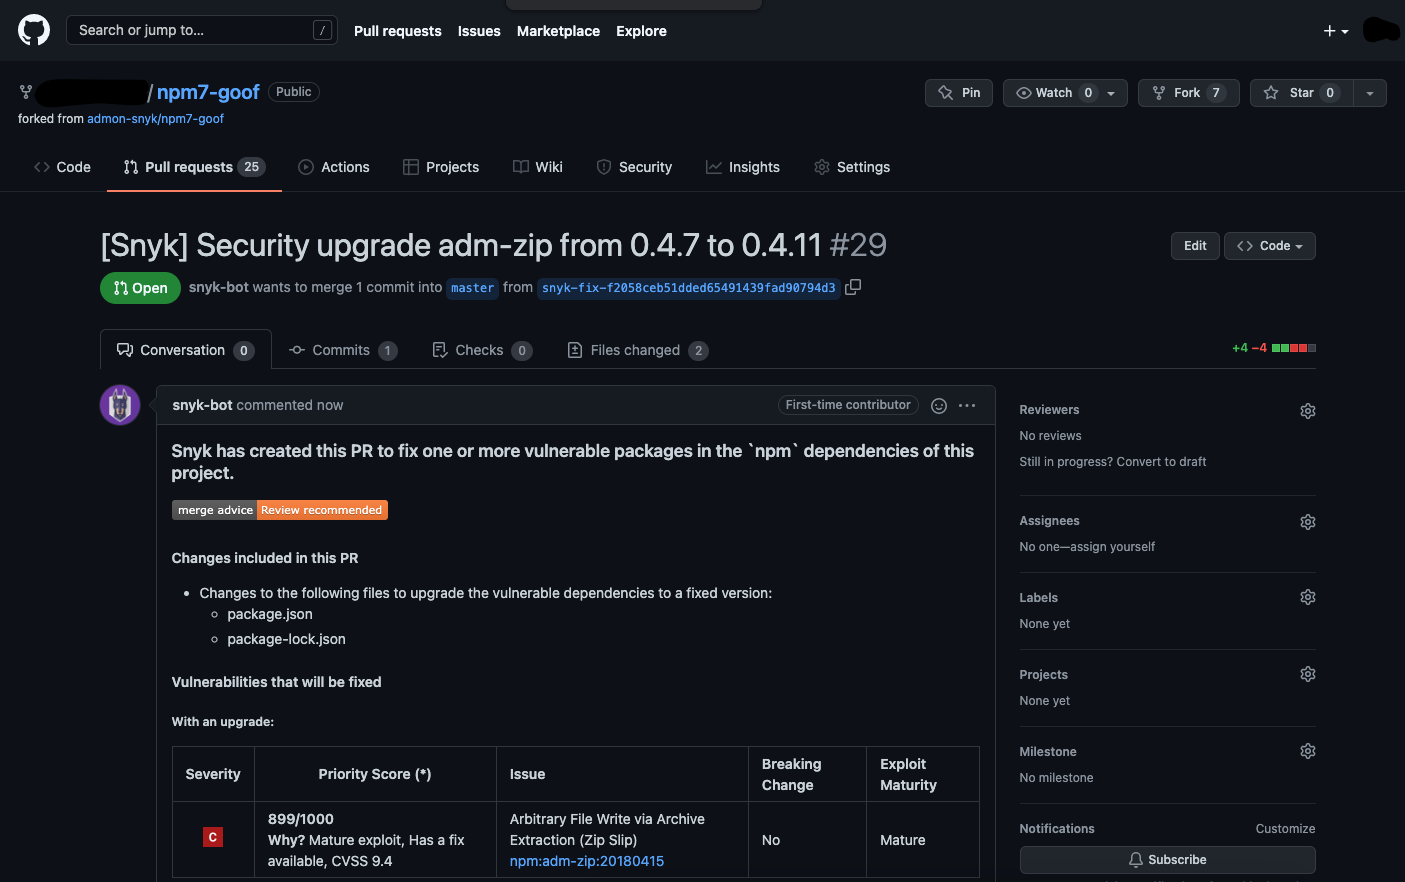 Search or jump to... /
Pull requests Issues Marketplace Explore
/ npm7-goof Public
forked from admon-snyk/npm7-goof
Pin
Watch 0
Fork 7
Star 0
Code
Pull requests 25
Actions
Projects
Wiki
Security
Insights
Settings
[Snyk] Security upgrade adm-zip from 0.4.7 to 0.4.11 #29
Edit
<> Code
Open
snyk-bot wants to merge 1 commit into master from snyk-fix-f2058ceb51dded65491439fad90794d3
Conversation 0
Commits 1
Checks 0
Files changed 2
+4 −4
snyk-bot commented now
First-time contributor
Snyk has created this PR to fix one or more vulnerable packages in the `npm` dependencies of this
project.
merge advice Review recommended
Changes included in this PR
• Changes to the following files to upgrade the vulnerable dependencies to a fixed version:
◦ package.json
◦ package-lock.json
Vulnerabilities that will be fixed
With an upgrade:
Severity
Priority Score (*)
Issue
Breaking
Change
Exploit
Maturity
C
899/1000
Why? Mature exploit, Has a fix
available, CVSS 9.4
Arbitrary File Write via Archive
Extraction (Zip Slip)
npm:adm-zip:20180415
No
Mature
Reviewers
No reviews
Still in progress? Convert to draft
Assignees
No one—assign yourself
Labels
None yet
Projects
None yet
Milestone
No milestone
Notifications
Customize
Subscribe